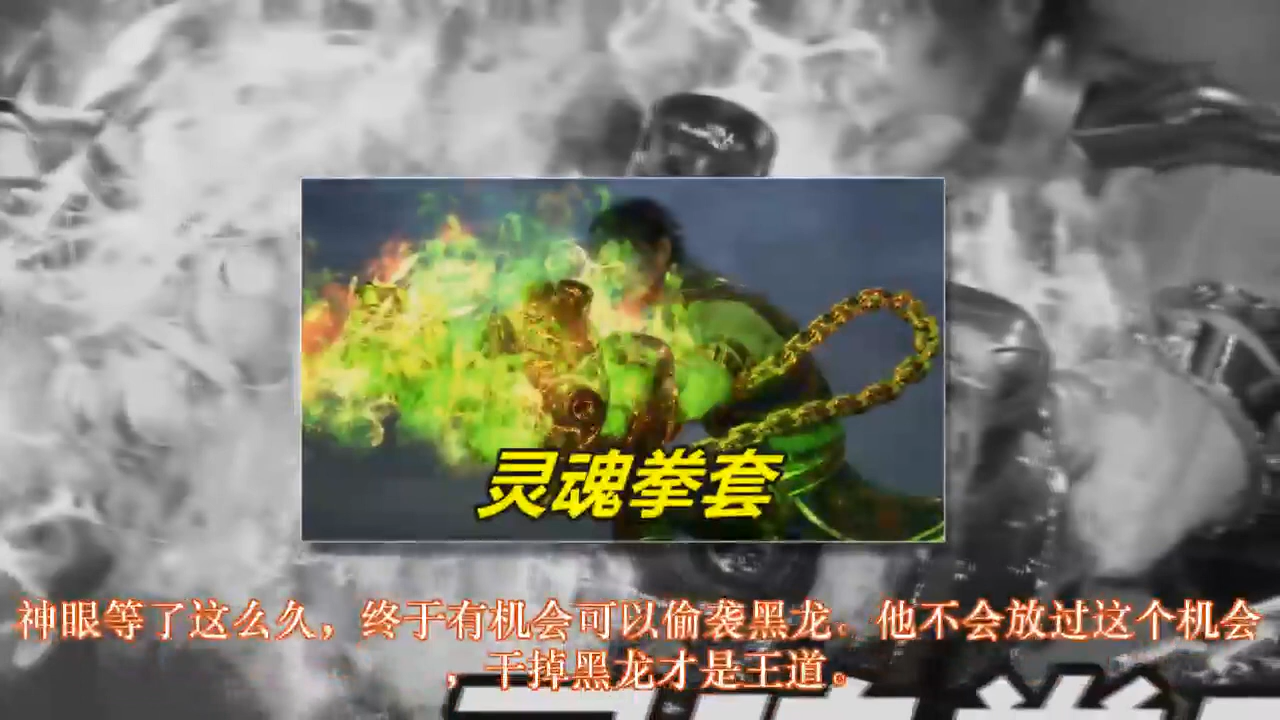 灵魂拳套
神眼等了这么久，终于有机会可以偷袭黑龙。他不会放过这个机会
，干掉黑龙才是王道。